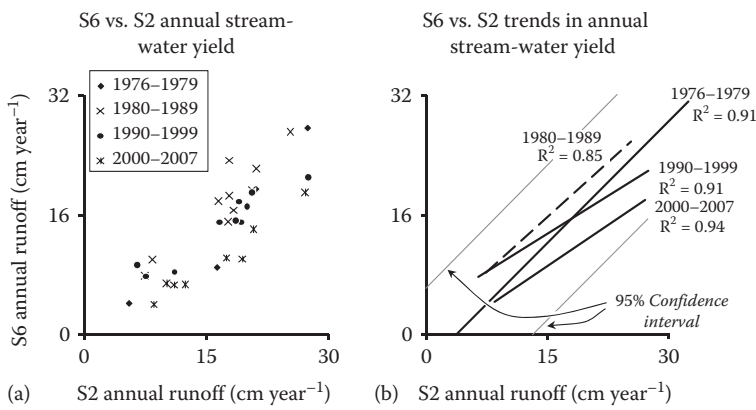 S6 vs. S2 annual stream-
water yield
S6 annual runoff (cm year⁻¹)
32
16
0
1976–1979
1980–1989
1990–1999
2000–2007
0 15 30
(a) S2 annual runoff (cm year⁻¹)
S6 vs. S2 trends in annual
stream-water yield
32
16
0
1976–1979
R² = 0.91
1980–1989
R² = 0.85
1990–1999
R² = 0.91
2000–2007
R² = 0.94
95% Confidence
interval
0 15 30
(b) S2 annual runoff (cm year⁻¹)